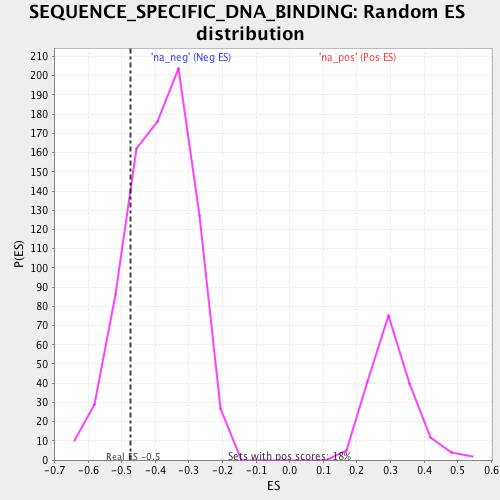 SEQUENCE_SPECIFIC_DNA_BINDING: Random ES
distribution
'na_neg' (Neg ES)
'na_pos' (Pos ES)
210
200
190
180
170
160
150
140
130
120
110
100
90
80
70
60
50
40
30
20
10
0
P(ES)
Real ES -0.5
Sets with pos scores: 18%
-0.7 -0.6 -0.5 -0.4 -0.3 -0.2 -0.1 0.0 0.1 0.2 0.3 0.4 0.5 0.6
ES